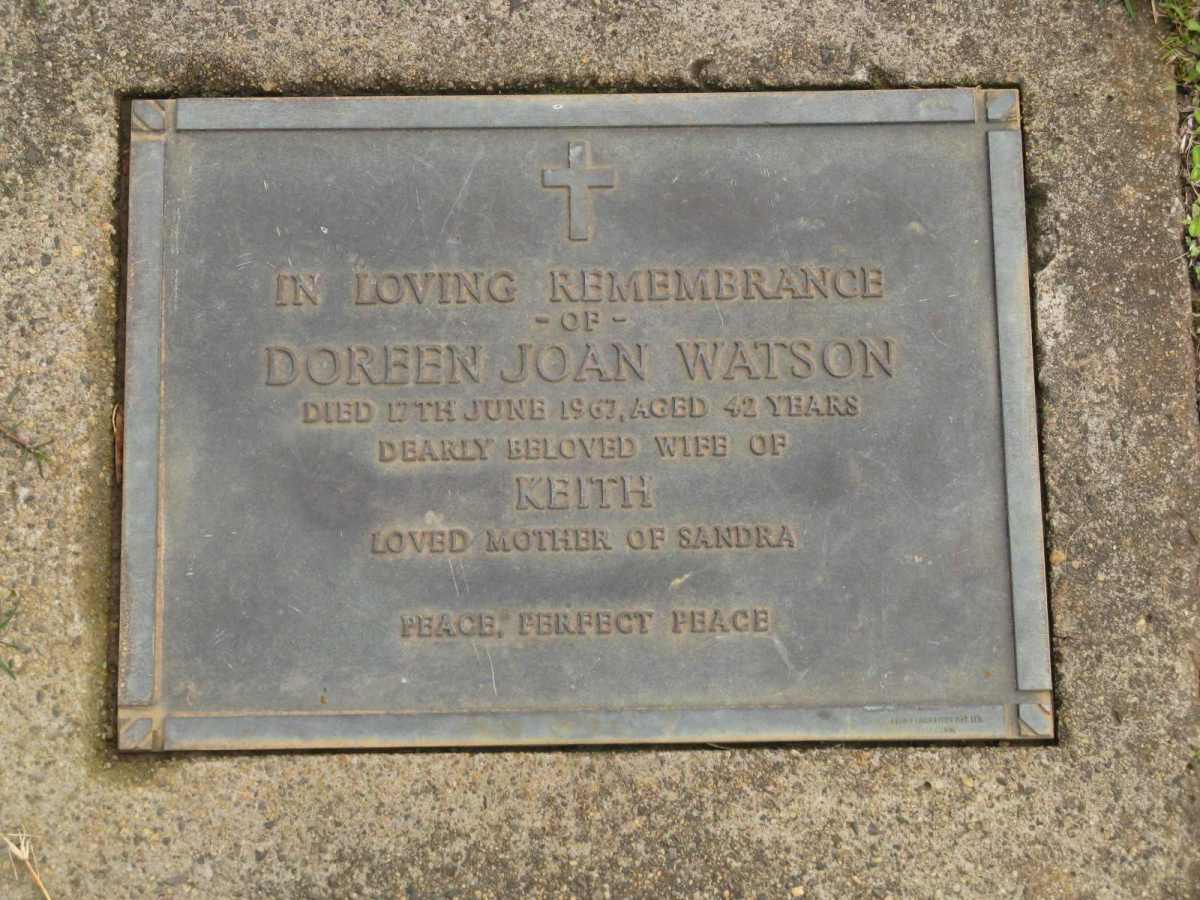 IN LOVING REMEMBRANCE
- OF -
DOREEN JOAN WATSON
DIED 17TH JUNE 1967, AGED 42 YEARS
DEARLY BELOVED WIFE OF
KEITH
LOVED MOTHER OF SANDRA
PEACE, PERFECT PEACE